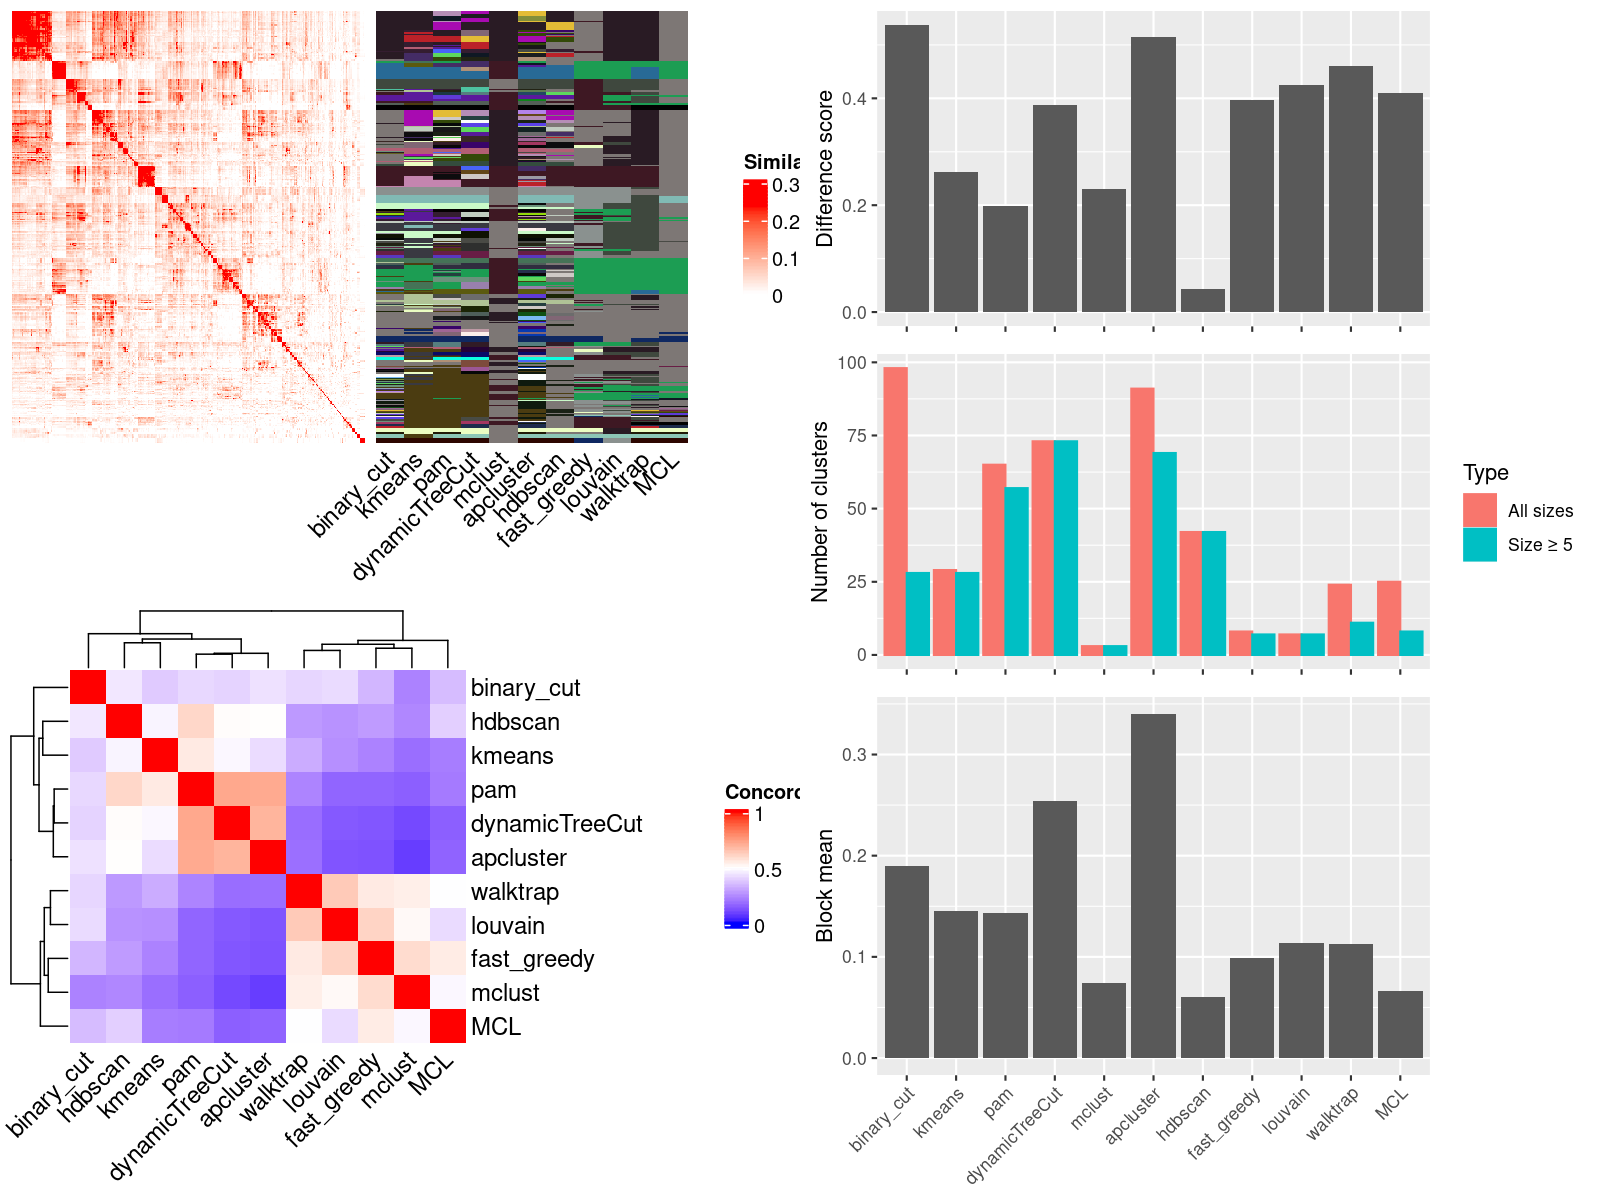 Simila
0.3
0.2
0.1
0
binary_cut
kmeans
pam
dynamicTreeCut
mclust
apcluster
hdbscan
fast_greedy
louvain
walktrap
MCL
binary_cut
hdbscan
kmeans
pam
dynamicTreeCut
apcluster
walktrap
louvain
fast_greedy
mclust
MCL
Concord
1
0.5
0
binary_cut
hdbscan
kmeans
pam
dynamicTreeCut
apcluster
walktrap
louvain
fast_greedy
mclust
MCL
Difference score
0.4
0.2
0.0
Number of clusters
100
75
50
25
0
Type
All sizes
Size ≥ 5
Block mean
0.3
0.2
0.1
0.0
binary_cut
kmeans
pam
dynamicTreeCut
mclust
apcluster
hdbscan
fast_greedy
louvain
walktrap
MCL